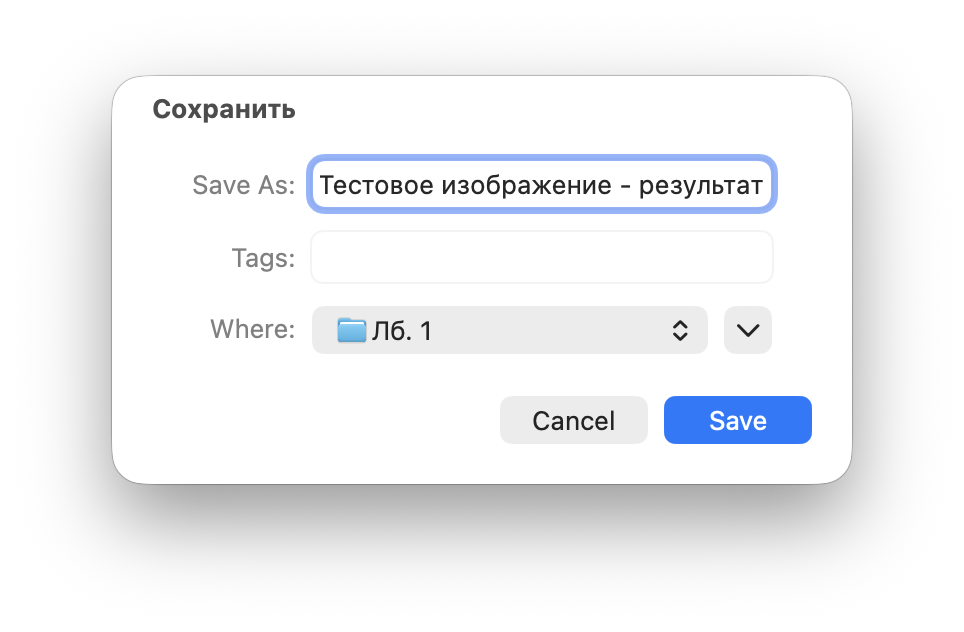 Сохранить
Save As: Тестовое изображение - результат
Tags:
Where: Лб. 1
Cancel Save